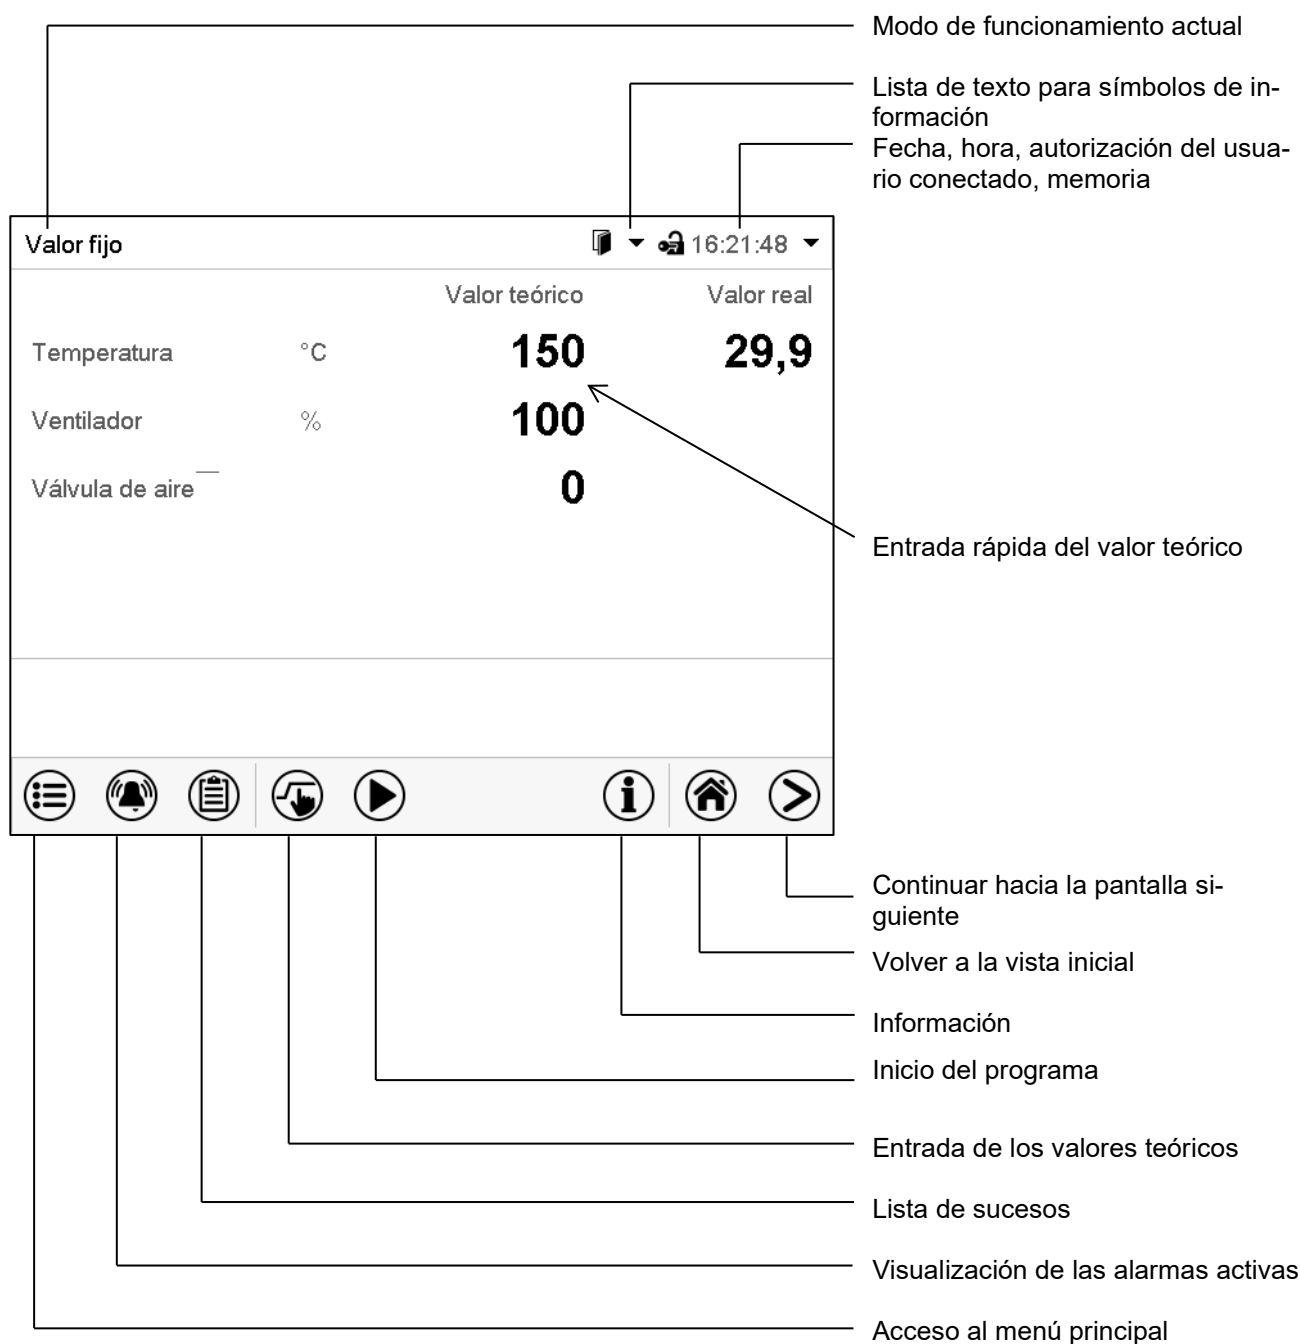 Modo de funcionamiento actual
Lista de texto para símbolos de in-
formación
Fecha, hora, autorización del usua-
rio conectado, memoria
Valor fijo 16:21:48
Valor teórico Valor real
Temperatura °C 150 29,9
Ventilador % 100
Válvula de aire 0
Entrada rápida del valor teórico
Continuar hacia la pantalla si-
guiente
Volver a la vista inicial
Información
Inicio del programa
Entrada de los valores teóricos
Lista de sucesos
Visualización de las alarmas activas
Acceso al menú principal